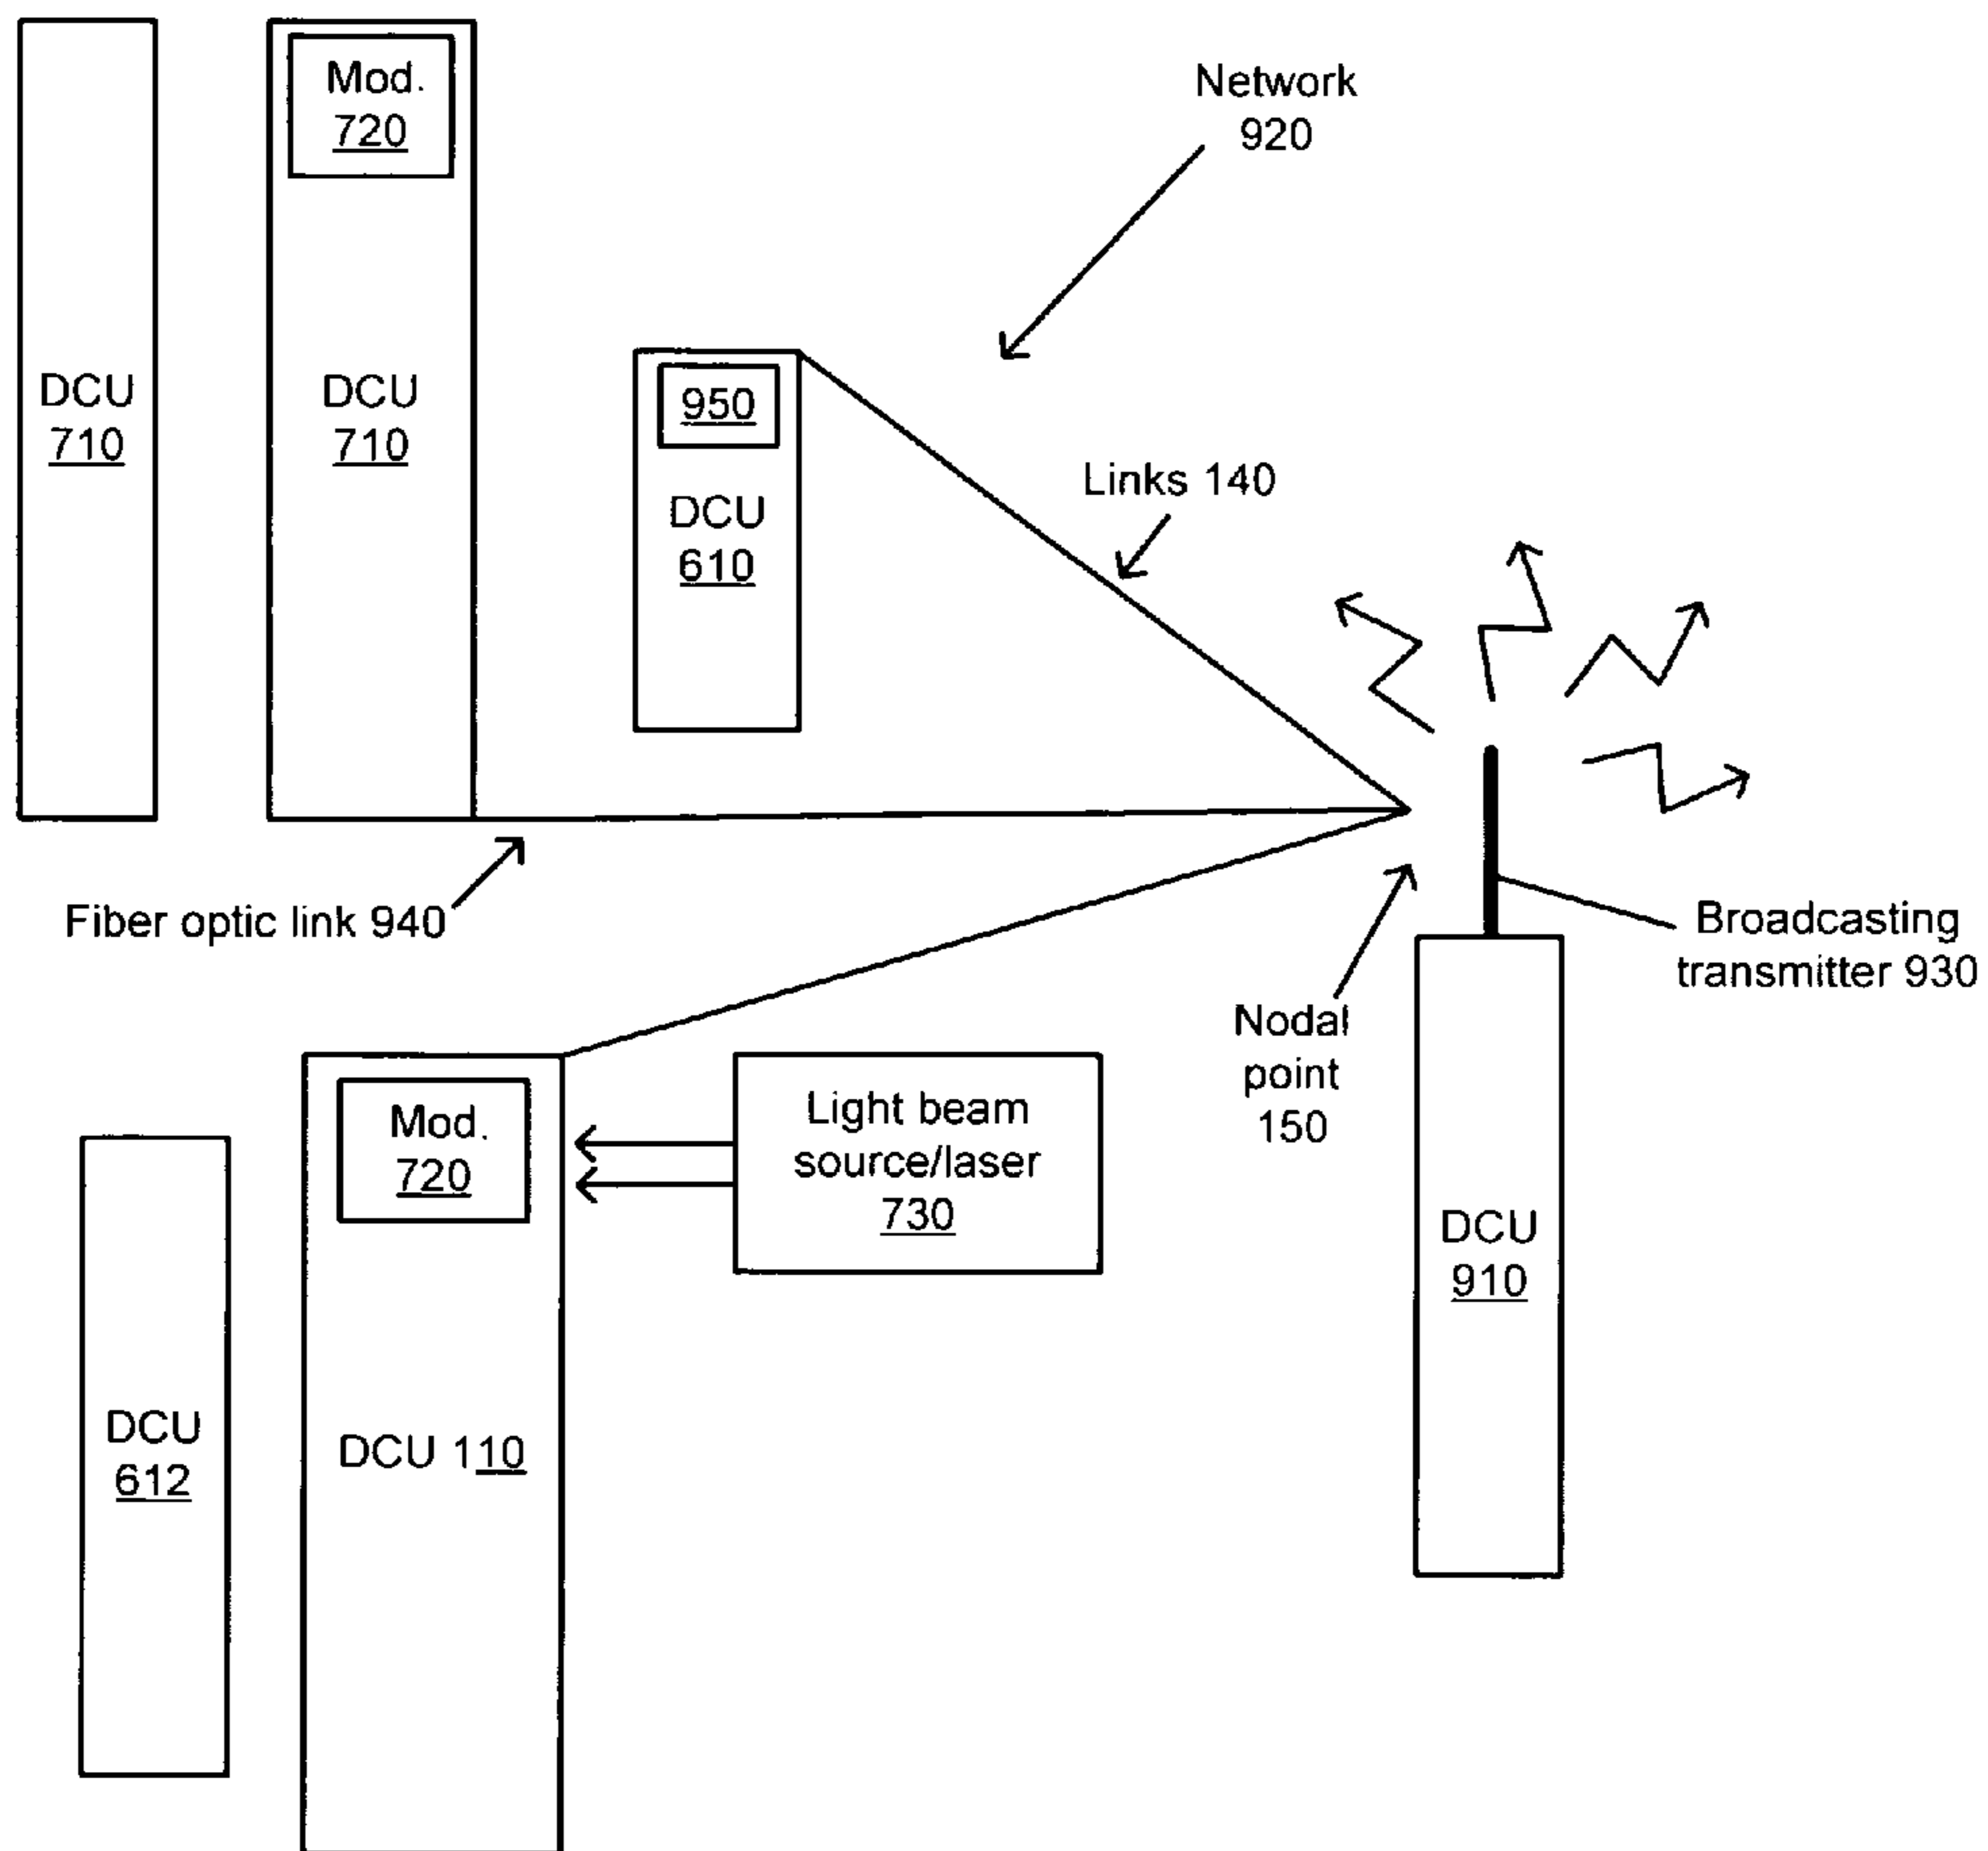 Mod.
720
Network
920
DCU
710
DCU
710
950
DCU
610
Links 140
Fiber optic link 940
Broadcasting
transmitter 930
Nodal
point
150
Mod.
720
Light beam
source/laser
730
DCU
910
DCU
612
DCU 110